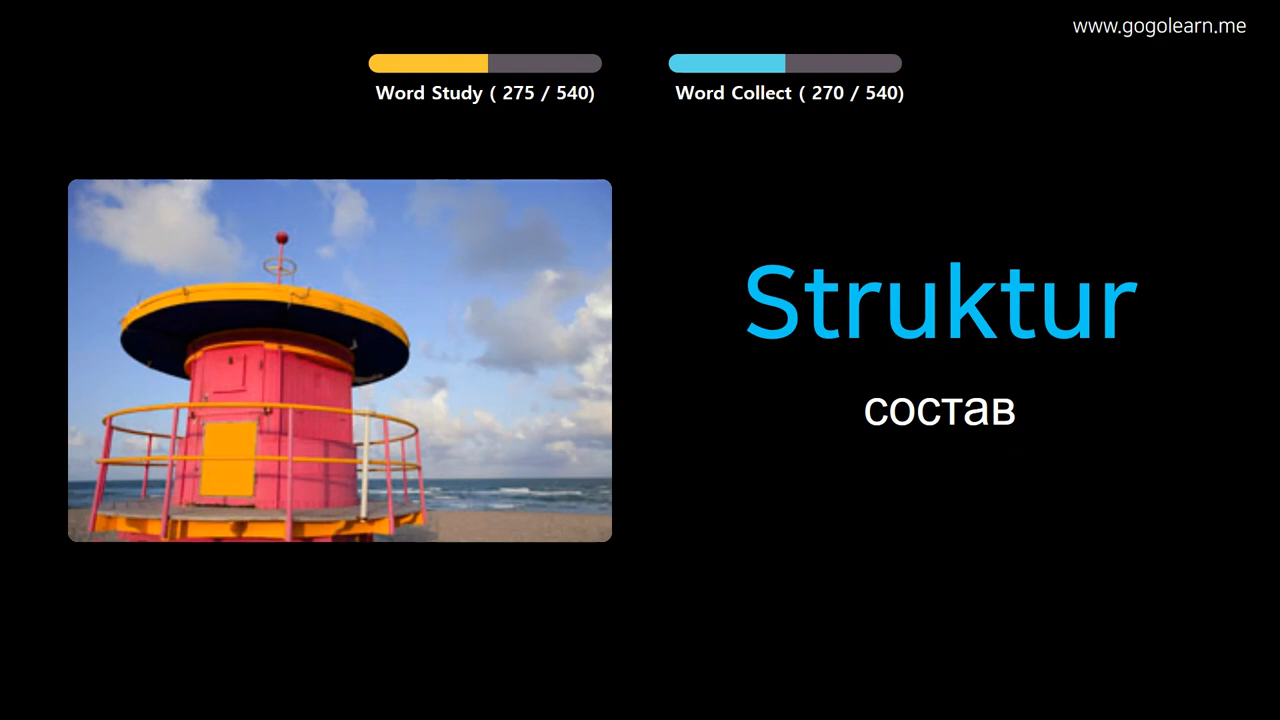 www.gogolearn.me
Word Study ( 275 / 540)
Word Collect ( 270 / 540)
Struktur
состав